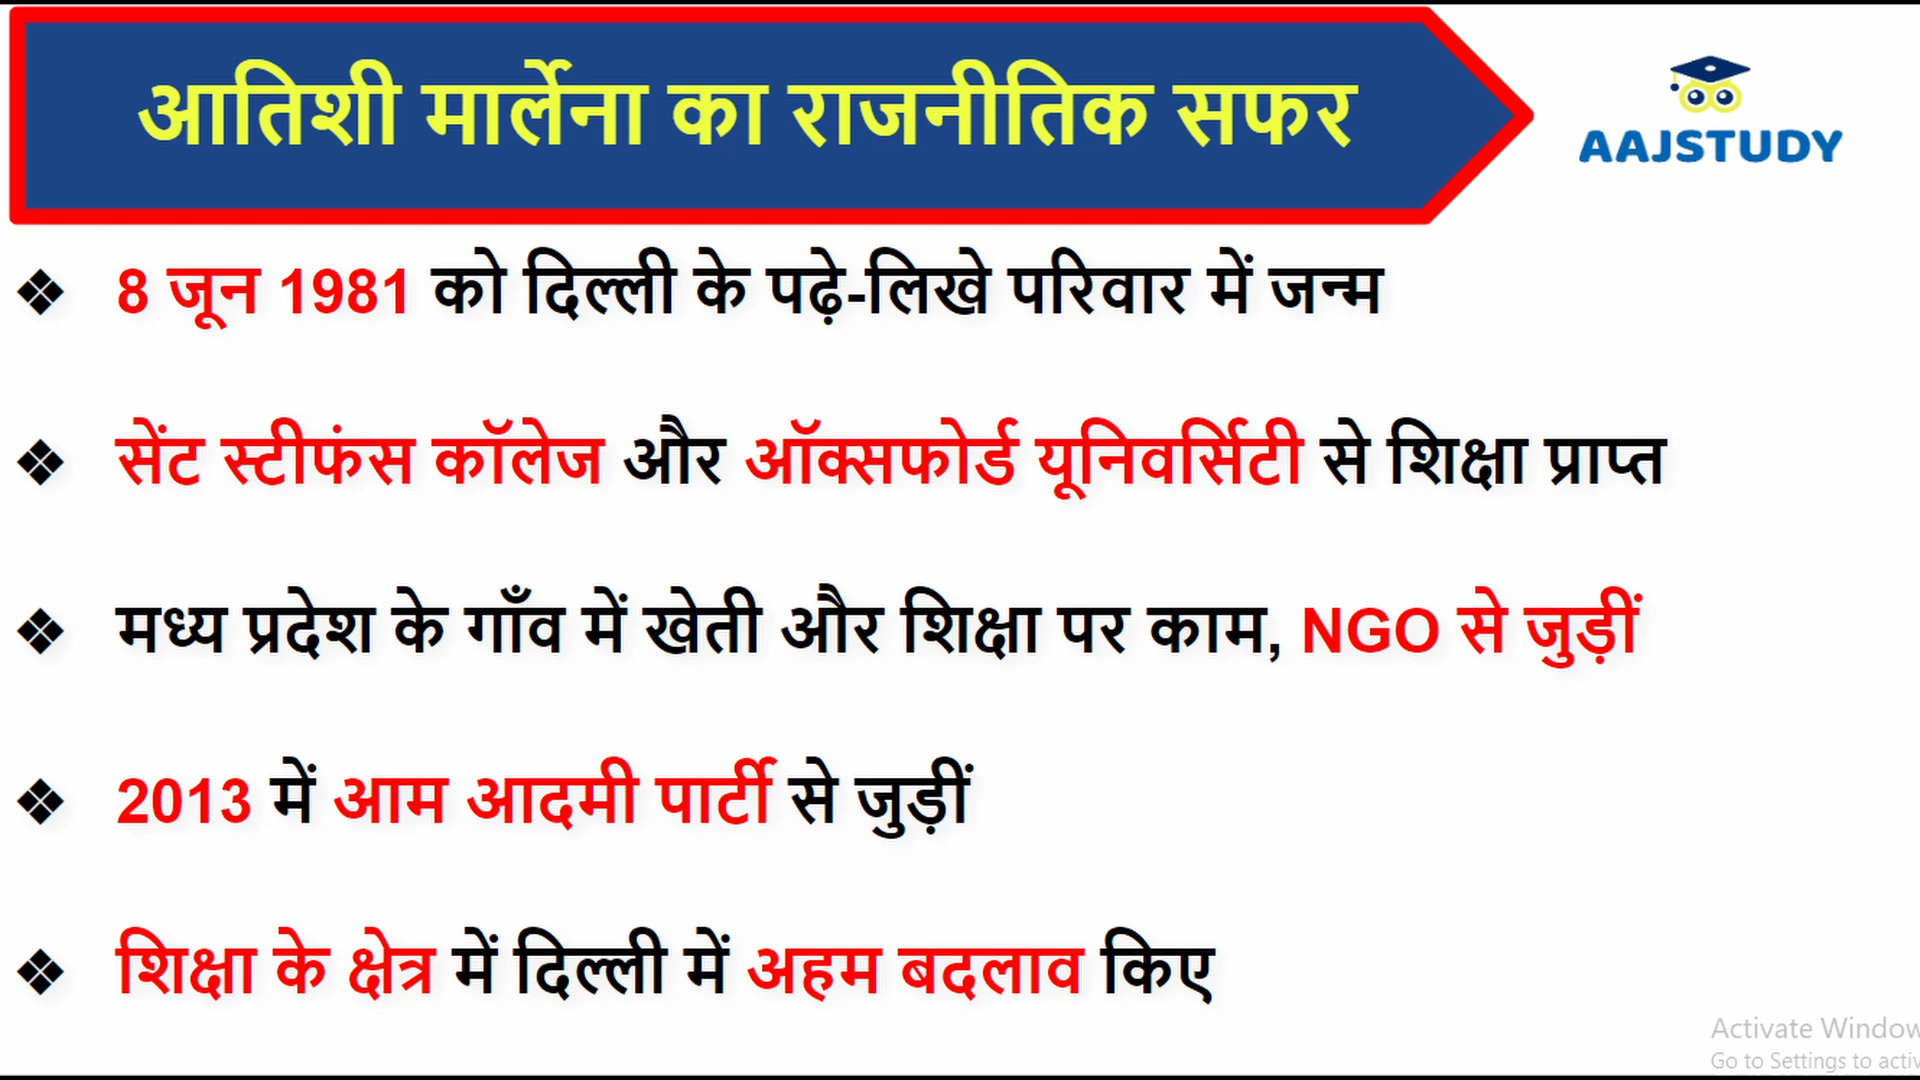 आतिशी मार्लेना का राजनीतिक सफर
AAJSTUDY
❖ 8 जून 1981 को दिल्ली के पढ़े-लिखे परिवार में जन्म
❖ सेंट स्टीफंस कॉलेज और ऑक्सफोर्ड यूनिवर्सिटी से शिक्षा प्राप्त
❖ मध्य प्रदेश के गाँव में खेती और शिक्षा पर काम, NGO से जुड़ीं
❖ 2013 में आम आदमी पार्टी से जुड़ीं
❖ शिक्षा के क्षेत्र में दिल्ली में अहम बदलाव किए
Activate Window
Go to Settings to activ